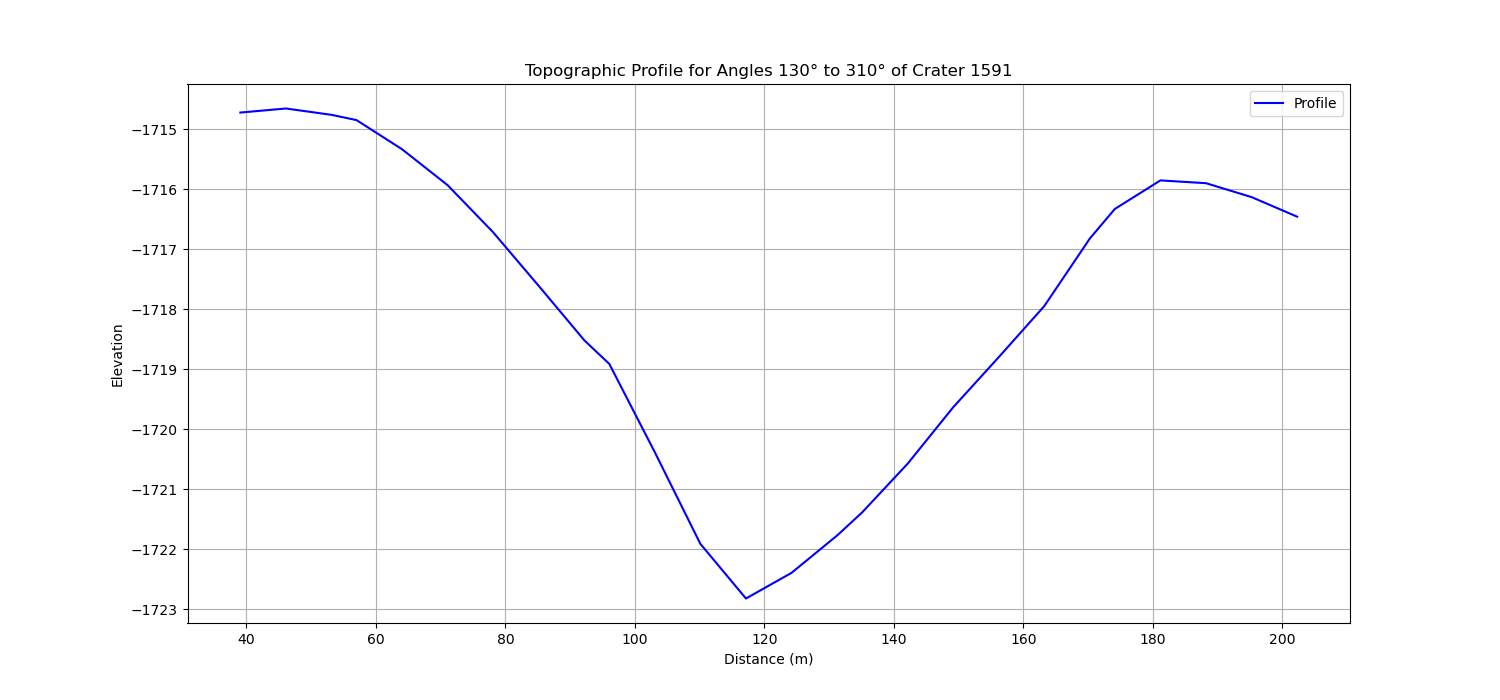 Topographic Profile for Angles 130° to 310° of Crater 1591
Profile
−1715
−1716
−1717
−1718
−1719
−1720
−1721
−1722
−1723
Elevation
40 60 80 100 120 140 160 180 200
Distance (m)